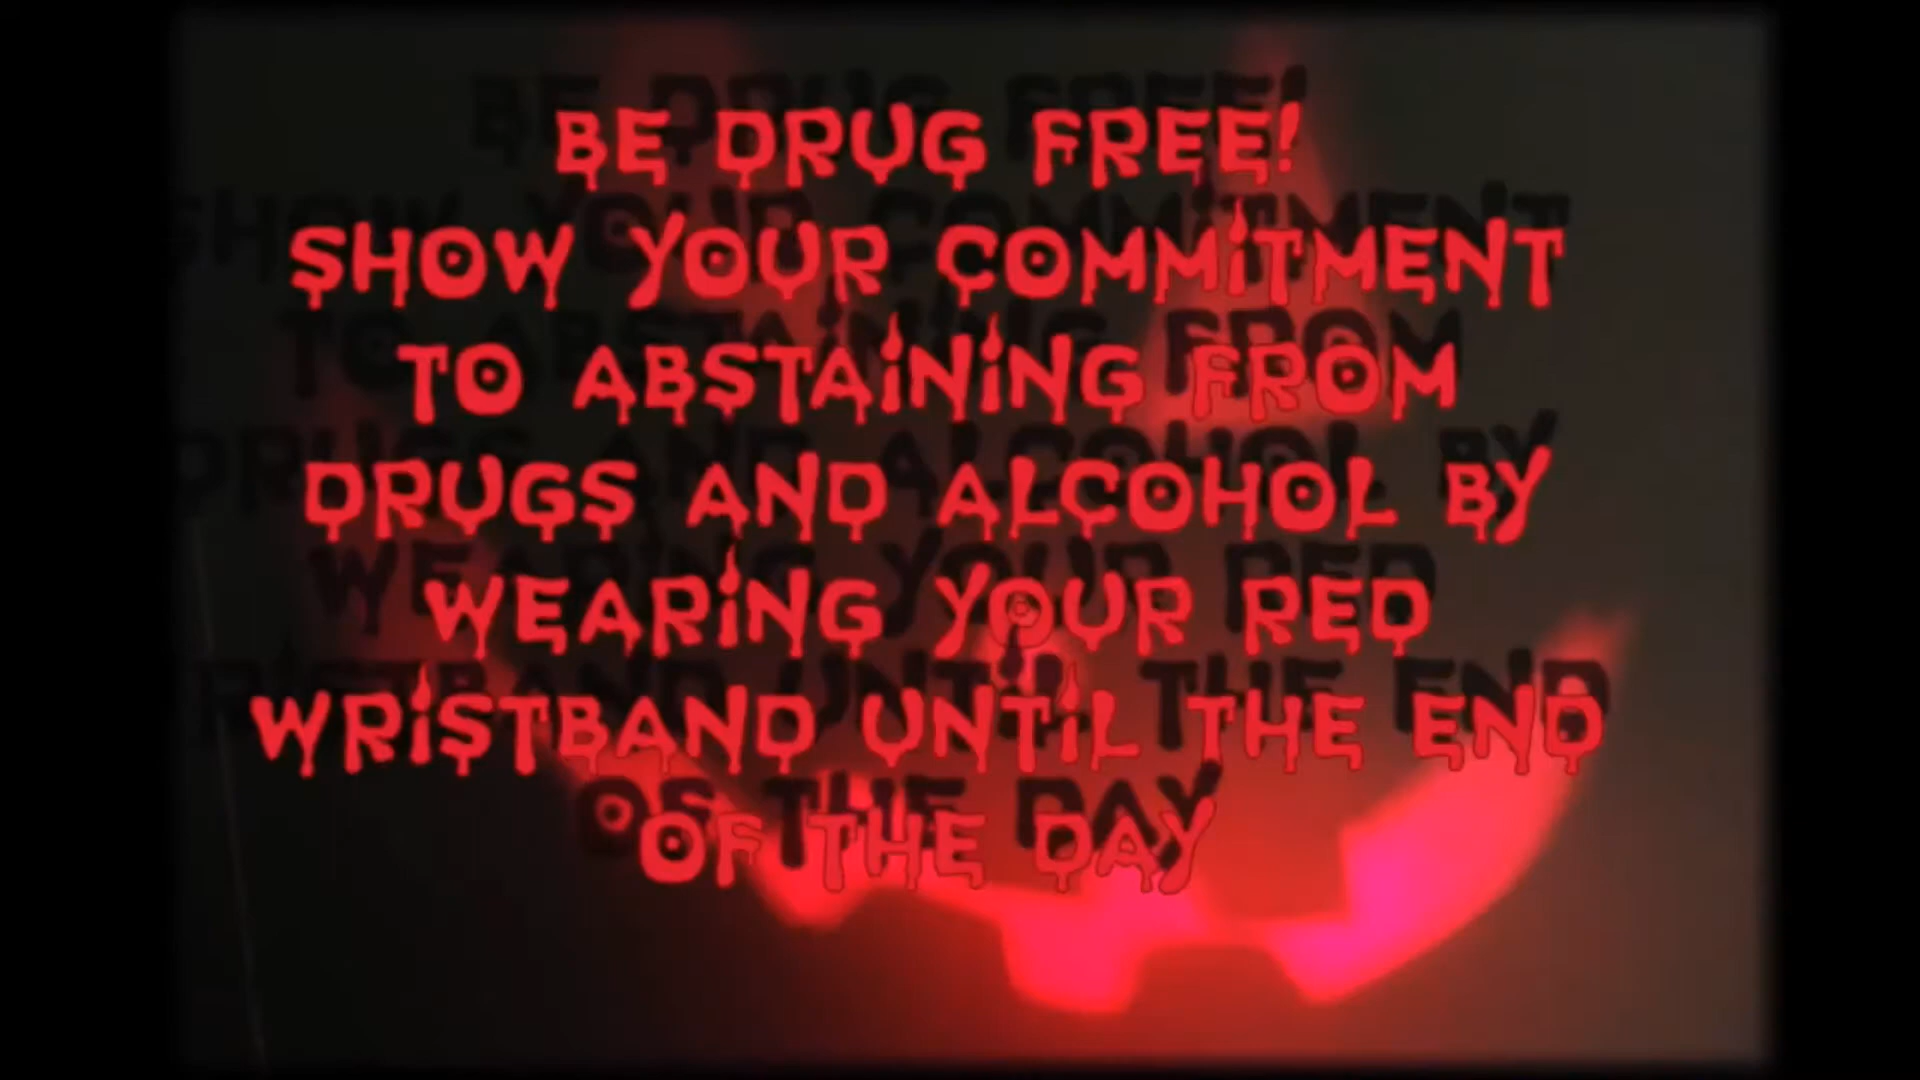 BE DRUG FREE!
SHOW YOUR COMMiTMENT
TO ABSTAiNiNG FROM
DRUGS AND ALCOHOL BY
WEARiNG YOUR RED
WRiSTBAND UNTiL THE END
OF THE DAY